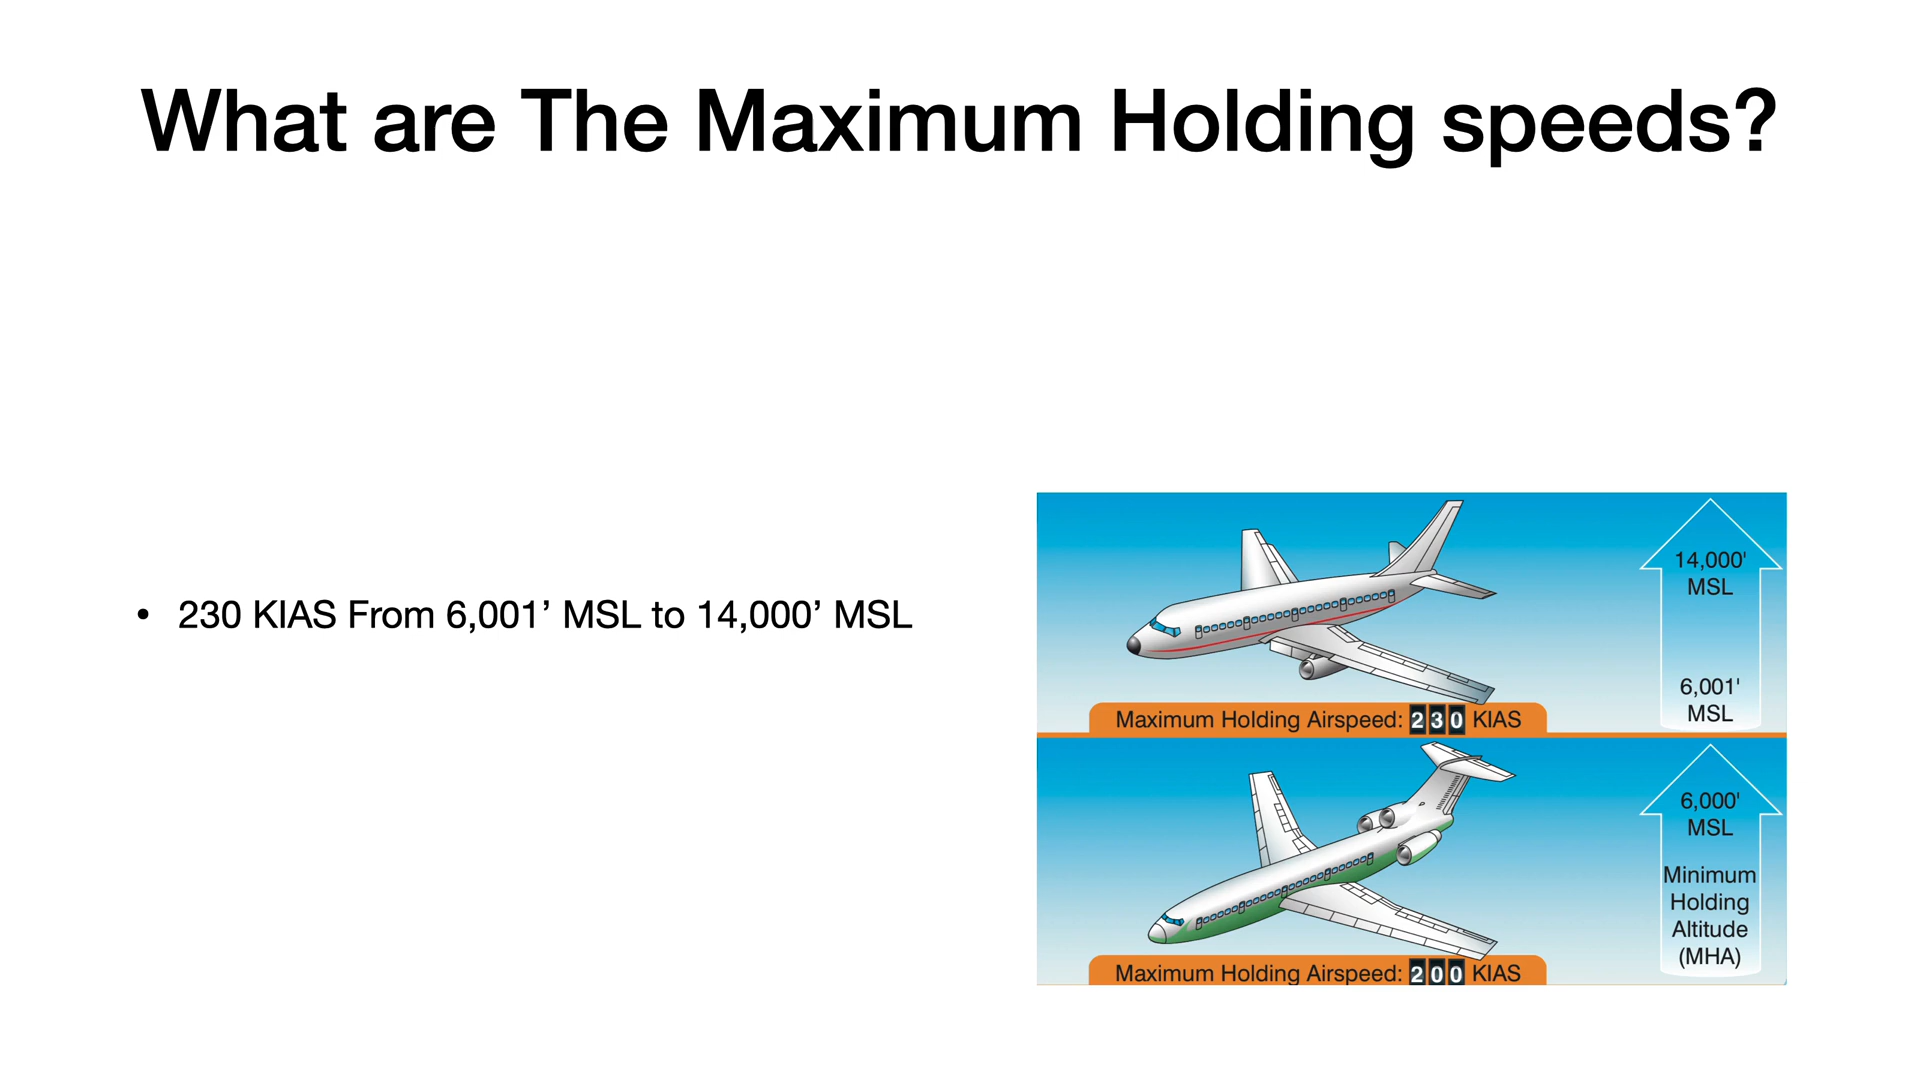 What are The Maximum Holding speeds?
• 230 KIAS From 6,001’ MSL to 14,000’ MSL
14,000'
MSL
6,001'
MSL
Maximum Holding Airspeed: 230 KIAS
6,000'
MSL
Minimum
Holding
Altitude
(MHA)
Maximum Holding Airspeed: 200 KIAS